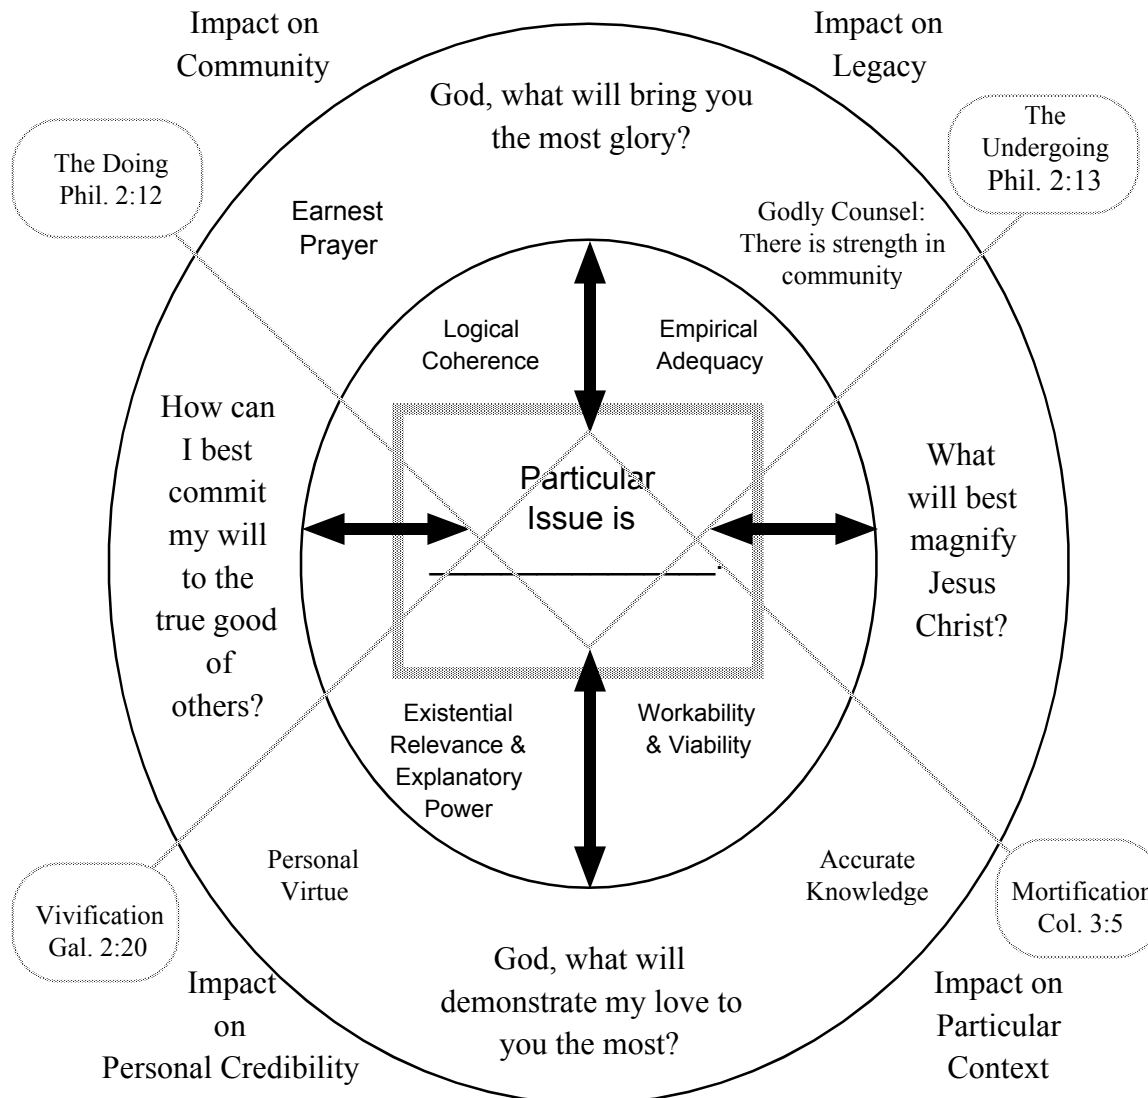 Impact on
Community
Impact on
Legacy
God, what will bring you
the most glory?
The Doing
Phil. 2:12
The
Undergoing
Phil. 2:13
Earnest
Prayer
Godly Counsel:
There is strength in
community
Logical
Coherence
Empirical
Adequacy
How can
I best
commit
my will
to the
true good
of
others?
Particular
Issue is
____________________.
What
will best
magnify
Jesus
Christ?
Existential
Relevance &
Explanatory
Power
Workability
& Viability
Personal
Virtue
Accurate
Knowledge
Vivification
Gal. 2:20
Mortification
Col. 3:5
God, what will
demonstrate my love to
you the most?
Impact
on
Personal Credibility
Impact on
Particular
Context